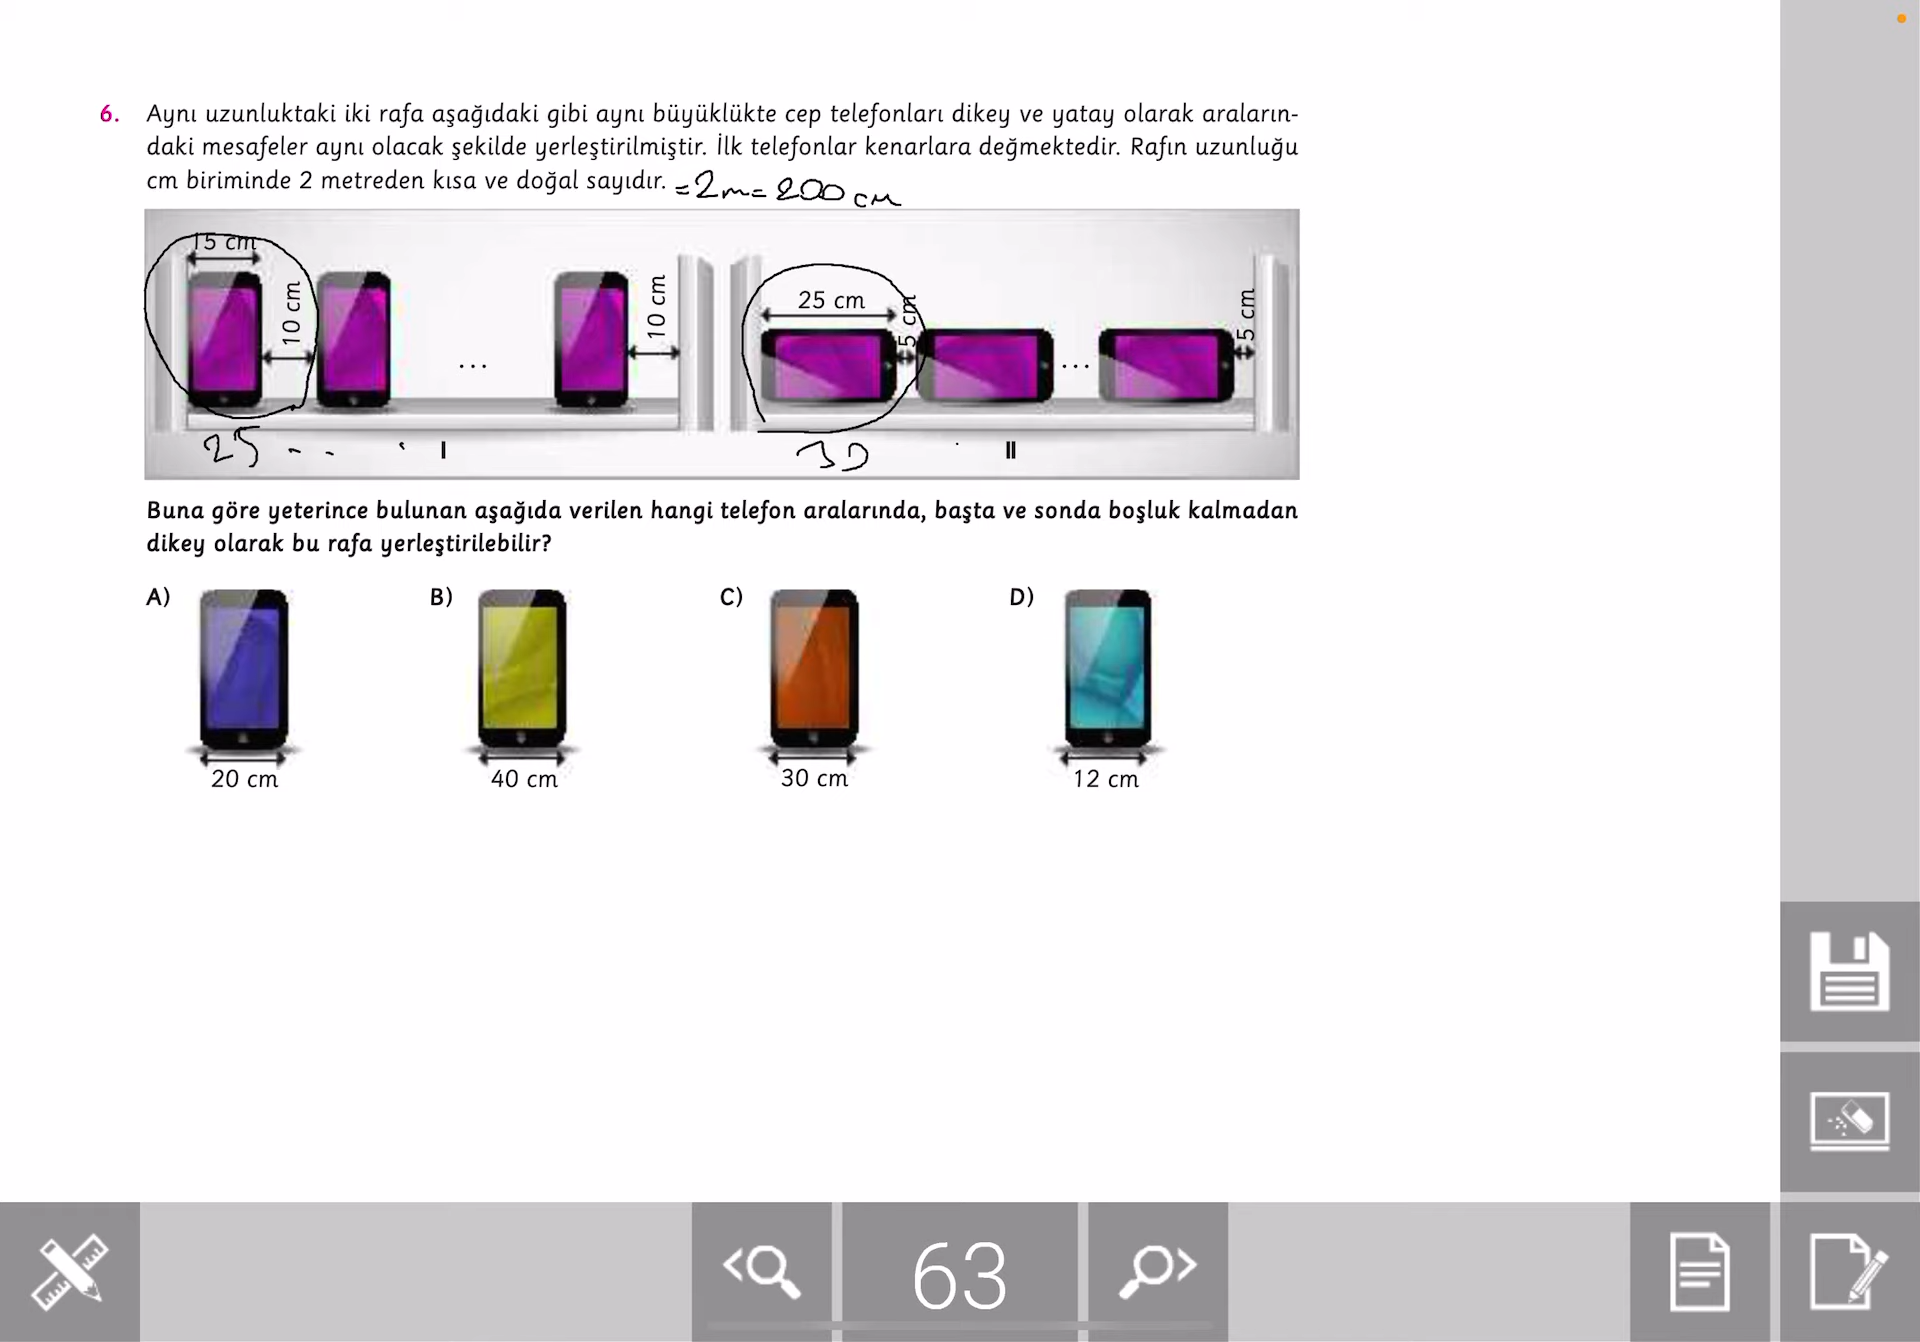 6. Aynı uzunluktaki iki rafa aşağıdaki gibi aynı büyüklükte cep telefonları dikey ve yatay olarak araların-
daki mesafeler aynı olacak şekilde yerleştirilmiştir. İlk telefonlar kenarlara değmektedir. Rafın uzunluğu
cm biriminde 2 metreden kısa ve doğal sayıdır. =2m=200 cm
15 cm
10 cm
...
10 cm
25 cm
5 cm
...
5 cm
25
I
30
II
Buna göre yeterince bulunan aşağıda verilen hangi telefon aralarında, başta ve sonda boşluk kalmadan
dikey olarak bu rafa yerleştirilebilir?
A) B) C) D)
20 cm 40 cm 30 cm 12 cm
63